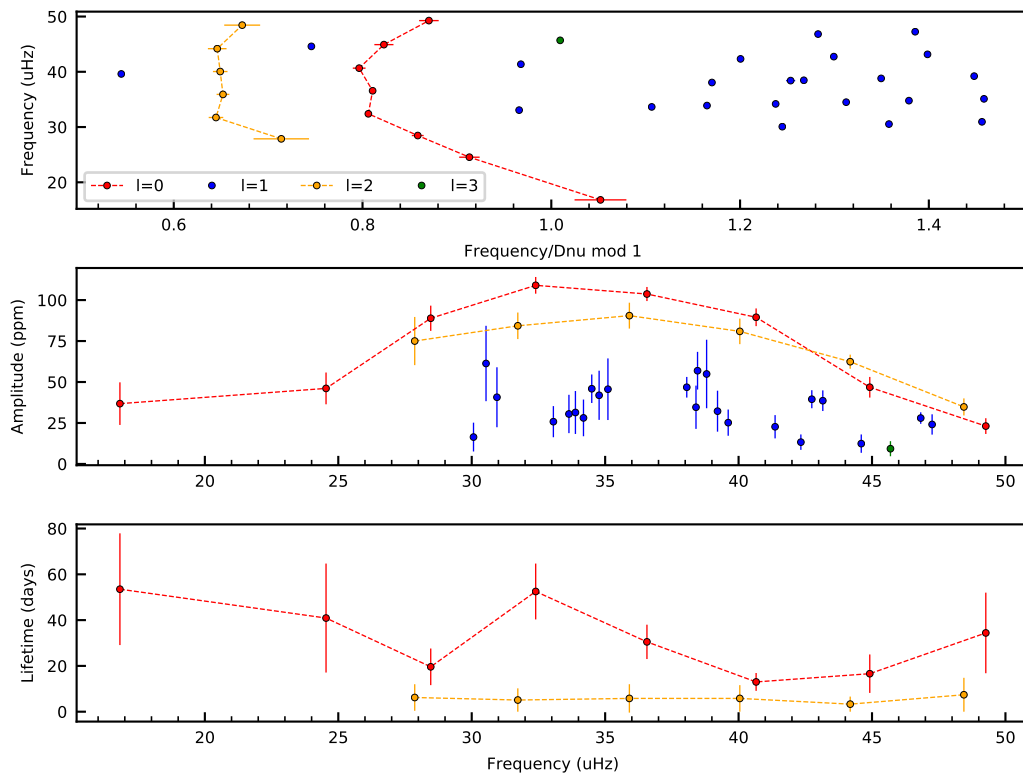 50
40
30
20
Frequency (uHz)
l=0 l=1 l=2 l=3
0.6 0.8 1.0 1.2 1.4
Frequency/Dnu mod 1
100
75
50
25
0
Amplitude (ppm)
20 25 30 35 40 45 50
80
60
40
20
0
Lifetime (days)
20 25 30 35 40 45 50
Frequency (uHz)